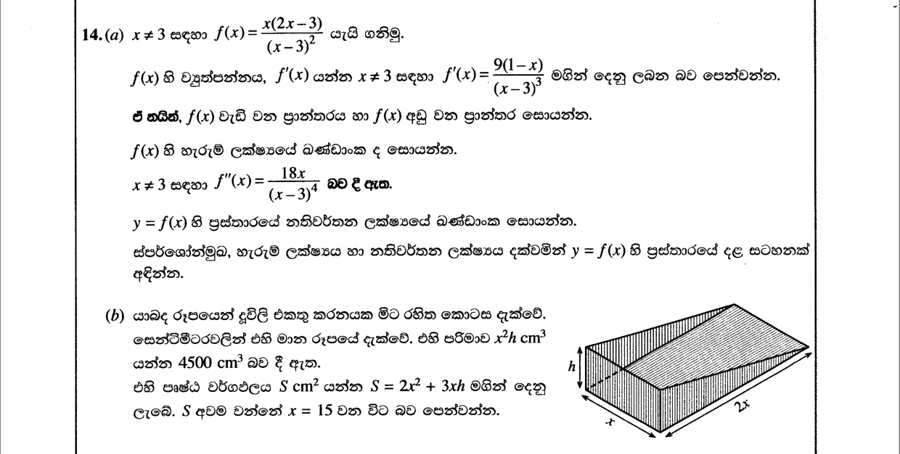 14.(a) x ≠ 3 සඳහා f(x) = x(2x − 3)/(x − 3)² යැයි ගනිමු.
f(x) හි ව්‍යුත්පන්නය, f′(x) යන්න x ≠ 3 සඳහා f′(x) = 9(1 − x)/(x − 3)³ මගින් දෙනු ලබන බව පෙන්වන්න.
ඒ නයින්, f(x) වැඩි වන ප්‍රාන්තරය හා f(x) අඩු වන ප්‍රාන්තර සොයන්න.
f(x) හි හැරුම් ලක්ෂ්‍යයේ ඛණ්ඩාංක ද සොයන්න.
x ≠ 3 සඳහා f″(x) = 18x/(x − 3)⁴ බව දී ඇත.
y = f(x) හි ප්‍රස්තාරයේ නතිවර්තන ලක්ෂ්‍යයේ ඛණ්ඩාංක සොයන්න.
ස්පර්ශෝන්මුඛ, හැරුම් ලක්ෂ්‍යය හා නතිවර්තන ලක්ෂ්‍යය දක්වමින් y = f(x) හි ප්‍රස්තාරයේ දළ සටහනක්
අඳින්න.
(b) යාබද රූපයෙන් දූවිලි එකතු කරනයක මිට රහිත කොටස දැක්වේ.
සෙන්ටිමීටරවලින් එහි මාන රූපයේ දැක්වේ. එහි පරිමාව x²h cm³
යන්න 4500 cm³ බව දී ඇත.
එහි පෘෂ්ඨ වර්ගඵලය S cm² යන්න S = 2x² + 3xh මගින් දෙනු
ලැබේ. S අවම වන්නේ x = 15 වන විට බව පෙන්වන්න.
h
x
2x